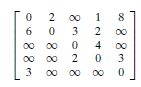 0 2 ∞ 1 8
6 0 3 2 ∞
∞ ∞ 0 4 ∞
∞ ∞ 2 0 3
3 ∞ ∞ ∞ 0